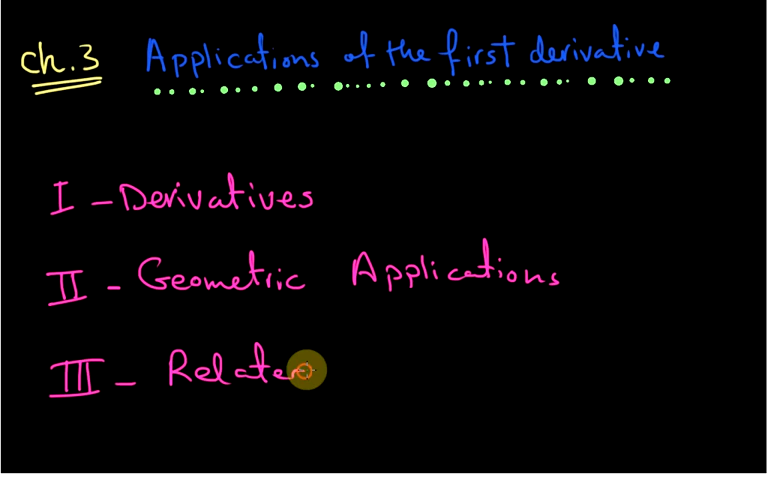 ch.3 Applications of the first derivative
I - Derivatives
II - Geometric Applications
III - Relate